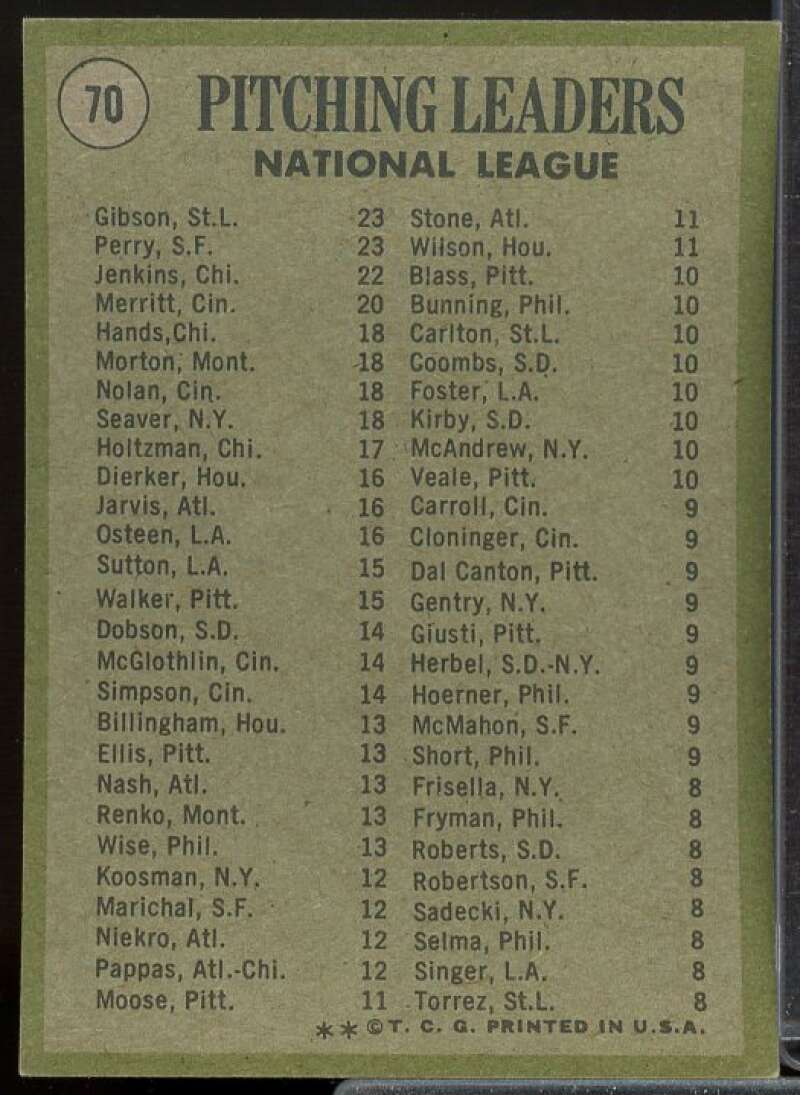 70
PITCHING LEADERS
NATIONAL LEAGUE
Gibson, St.L. 23
Perry, S.F. 23
Jenkins, Chi. 22
Merritt, Cin. 20
Hands,Chi. 18
Morton, Mont. 18
Nolan, Cin. 18
Seaver, N.Y. 18
Holtzman, Chi. 17
Dierker, Hou. 16
Jarvis, Atl. 16
Osteen, L.A. 16
Sutton, L.A. 15
Walker, Pitt. 15
Dobson, S.D. 14
McGlothlin, Cin. 14
Simpson, Cin. 14
Billingham, Hou. 13
Ellis, Pitt. 13
Nash, Atl. 13
Renko, Mont. 13
Wise, Phil. 13
Koosman, N.Y. 12
Marichal, S.F. 12
Niekro, Atl. 12
Pappas, Atl.-Chi. 12
Moose, Pitt. 11
Stone, Atl. 11
Wilson, Hou. 11
Blass, Pitt. 10
Bunning, Phil. 10
Carlton, St.L. 10
Coombs, S.D. 10
Foster, L.A. 10
Kirby, S.D. 10
McAndrew, N.Y. 10
Veale, Pitt. 10
Carroll, Cin. 9
Cloninger, Cin. 9
Dal Canton, Pitt. 9
Gentry, N.Y. 9
Giusti, Pitt. 9
Herbel, S.D.-N.Y. 9
Hoerner, Phil. 9
McMahon, S.F. 9
Short, Phil. 9
Frisella, N.Y. 8
Fryman, Phil. 8
Roberts, S.D. 8
Robertson, S.F. 8
Sadecki, N.Y. 8
Selma, Phil. 8
Singer, L.A. 8
Torrez, St.L. 8
**©T. C. G. PRINTED IN U.S.A.